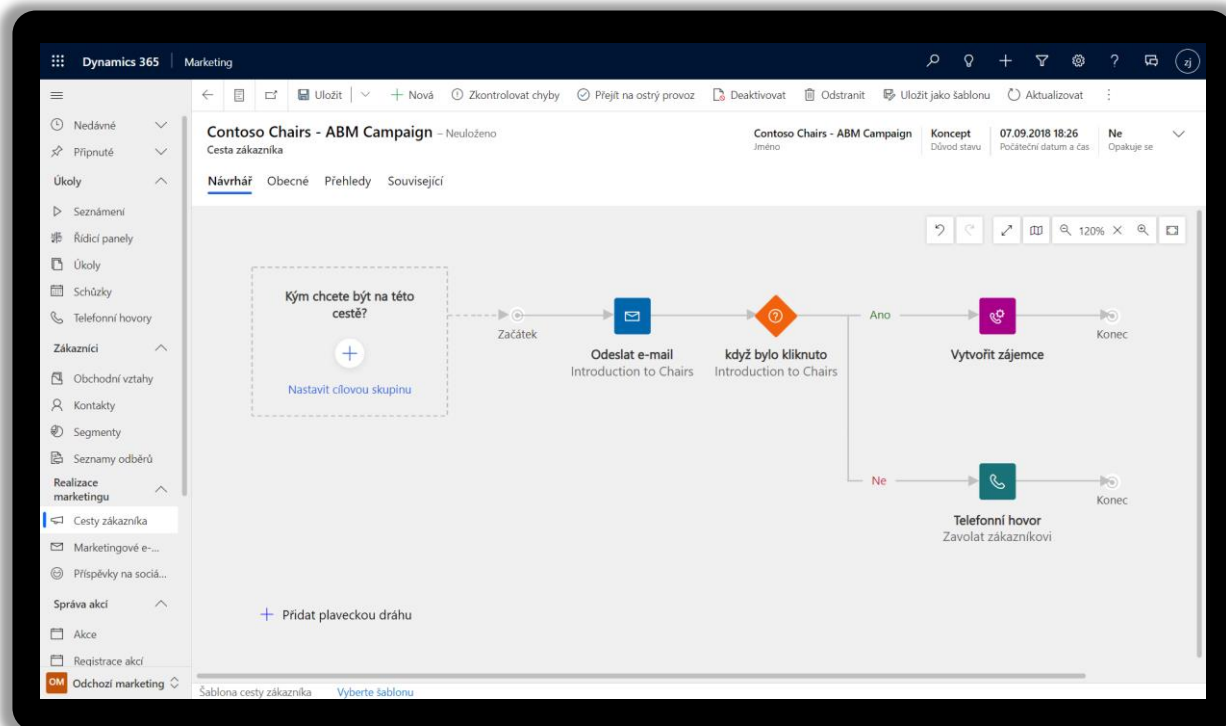 Dynamics 365 Marketing
Uložit Nová Zkontrolovat chyby Přejít na ostrý provoz Deaktivovat Odstranit Uložit jako šablonu Aktualizovat
Nedávné
Připnuté
Úkoly
Seznámení
Řídicí panely
Úkoly
Schůzky
Telefonní hovory
Zákazníci
Obchodní vztahy
Kontakty
Segmenty
Seznamy odběrů
Realizace
marketingu
Cesty zákazníka
Marketingové e-...
Příspěvky na sociá...
Správa akcí
Akce
Registrace akcí
OM Odchozí marketing
zj
Contoso Chairs - ABM Campaign – Neuloženo
Cesta zákazníka
Contoso Chairs - ABM Campaign Koncept 07.09.2018 18:26 Ne
Jméno Důvod stavu Počáteční datum a čas Opakuje se
Návrhář Obecné Přehledy Související
120%
Kým chcete být na této
cestě?
Nastavit cílovou skupinu
Začátek
Odeslat e-mail
Introduction to Chairs
když bylo kliknuto
Introduction to Chairs
Ano
Vytvořit zájemce
Konec
Ne
Telefonní hovor
Zavolat zákazníkovi
Konec
Přidat plaveckou dráhu
Šablona cesty zákazníka Vyberte šablonu